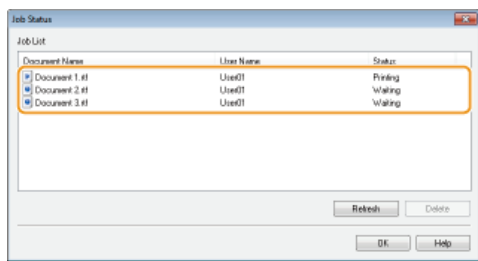 Job Status
Job List
Document Name User Name Status
Document 1.rtf User01 Printing
Document 2.rtf User01 Waiting
Document 3.rtf User01 Waiting
Refresh Delete
OK Help